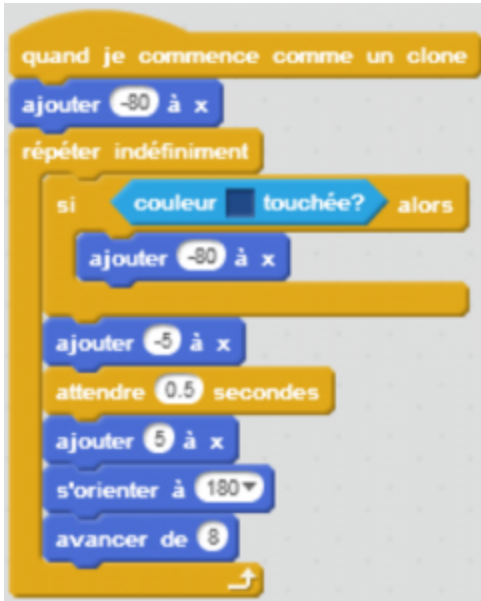 quand je commence comme un clone
ajouter -80 à x
répéter indéfiniment
si couleur touchée? alors
ajouter -80 à x
ajouter -5 à x
attendre 0.5 secondes
ajouter 5 à x
s'orienter à 180
avancer de 8